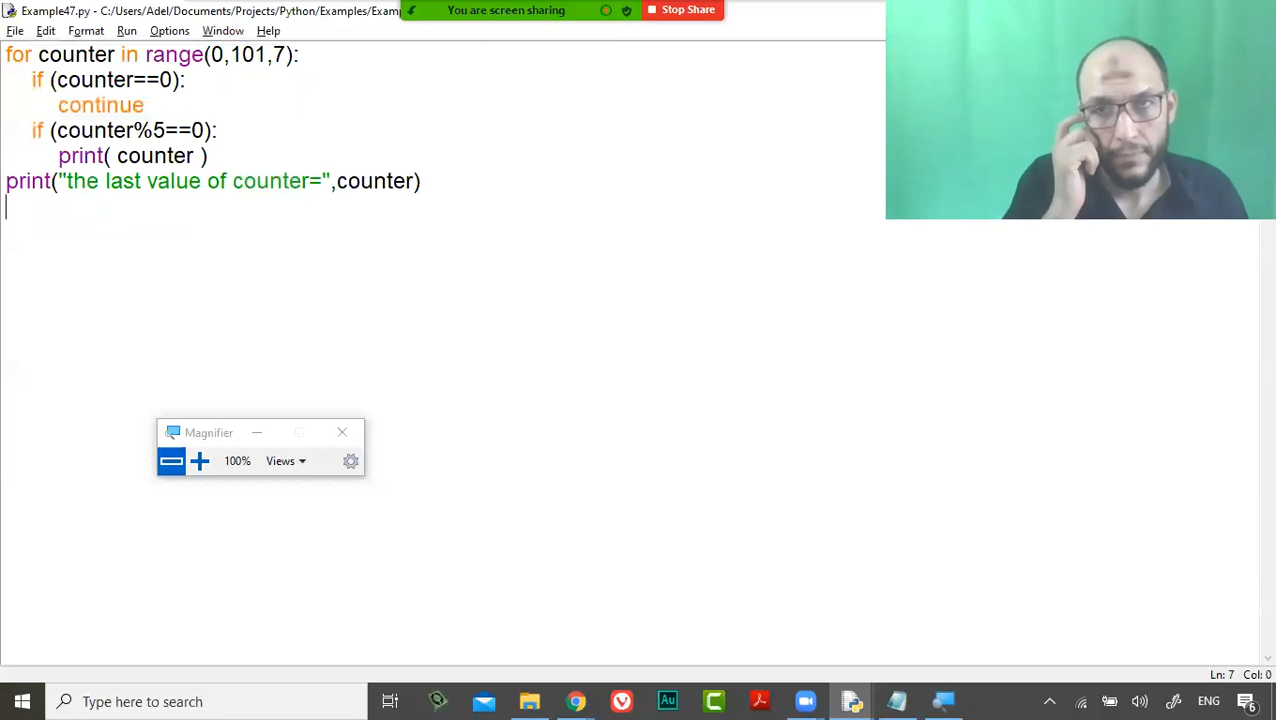 Example47.py - C:/Users/Adel/Documents/Projects/Python/Examples/Exam
You are screen sharing
Stop Share
File Edit Format Run Options Window Help
for counter in range(0,101,7):
if (counter==0):
continue
if (counter%5==0):
print( counter )
print("the last value of counter=",counter)
Magnifier
100% Views
Ln: 7 Col: 0
Type here to search
Au
C
ENG
6